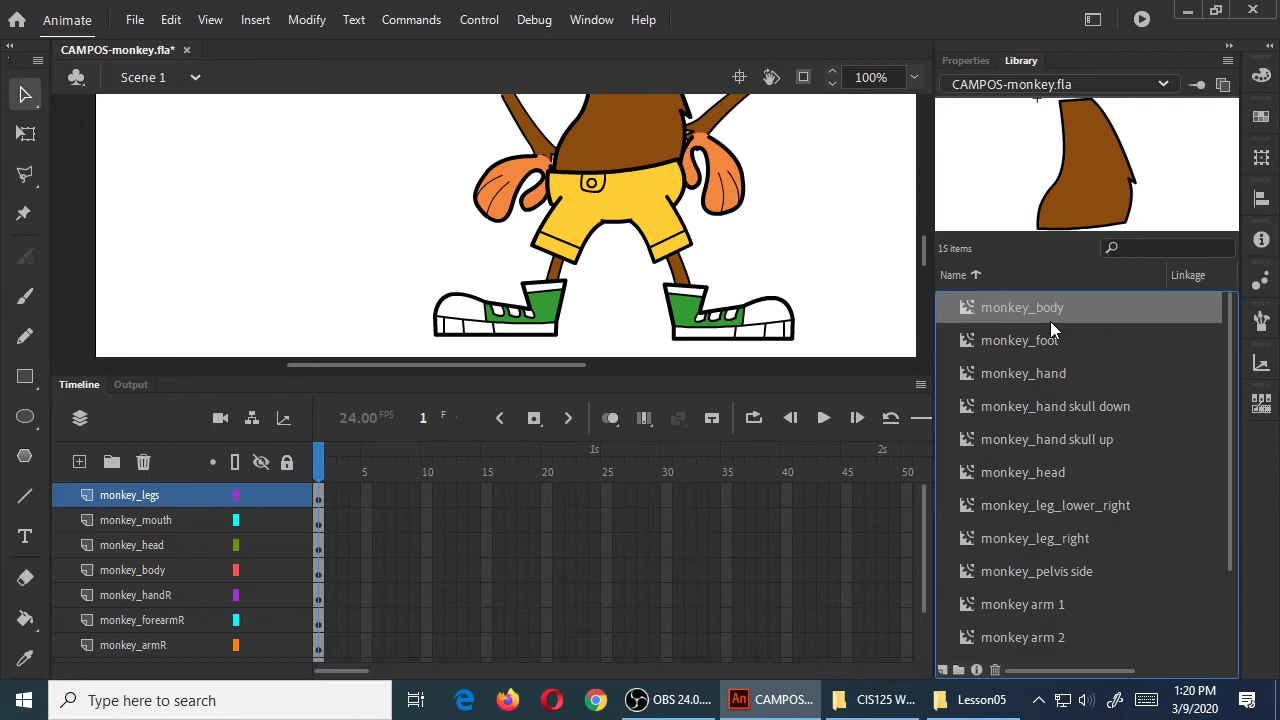 Animate File Edit View Insert Modify Text Commands Control Debug Window Help
CAMPOS-monkey.fla* ×
Scene 1 100%
Properties Library
CAMPOS-monkey.fla
15 items
Name Linkage
monkey_body
monkey_foot
monkey_hand
monkey_hand skull down
monkey_hand skull up
monkey_head
monkey_leg_lower_right
monkey_leg_right
monkey_pelvis side
monkey arm 1
monkey arm 2
Timeline Output
24.00 FPS 1 F
1s 2s
5 10 15 20 25 30 35 40 45 50
monkey_legs
monkey_mouth
monkey_head
monkey_body
monkey_handR
monkey_forearmR
monkey_armR
Type here to search
An
OBS 24.0.... CAMPOS... CIS125 W... Lesson05
1:20 PM
3/9/2020